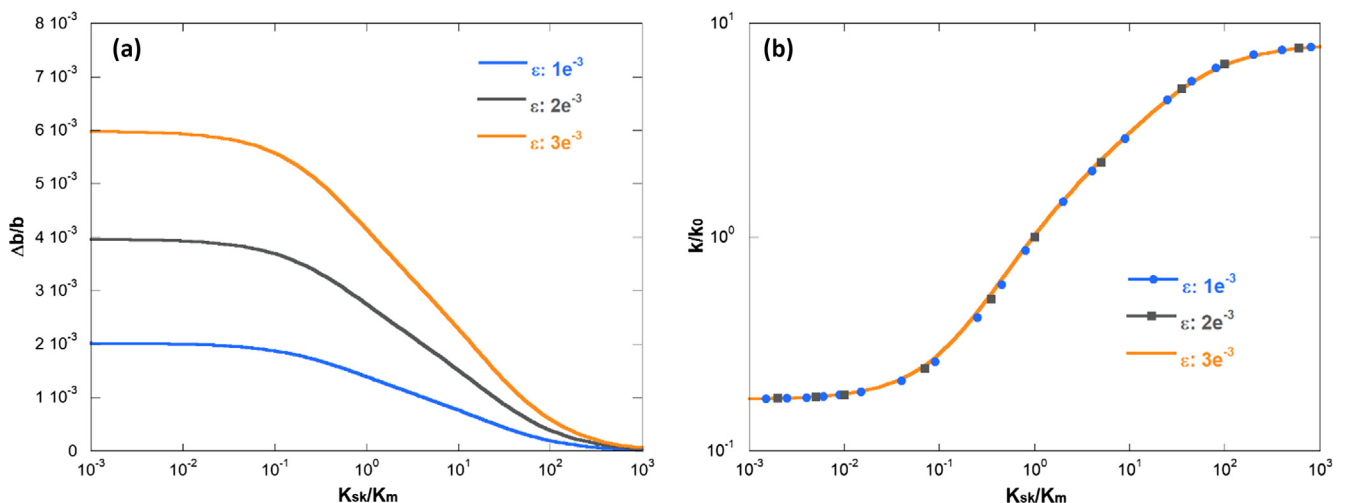 (a)
8 10⁻³
7 10⁻³
6 10⁻³
5 10⁻³
4 10⁻³
3 10⁻³
2 10⁻³
1 10⁻³
0
Δb/b
ε: 1e⁻³
ε: 2e⁻³
ε: 3e⁻³
10⁻³ 10⁻² 10⁻¹ 10⁰ 10¹ 10² 10³
Ksk/Km
(b)
10¹
10⁰
10⁻¹
k/k0
ε: 1e⁻³
ε: 2e⁻³
ε: 3e⁻³
10⁻³ 10⁻² 10⁻¹ 10⁰ 10¹ 10² 10³
Ksk/Km